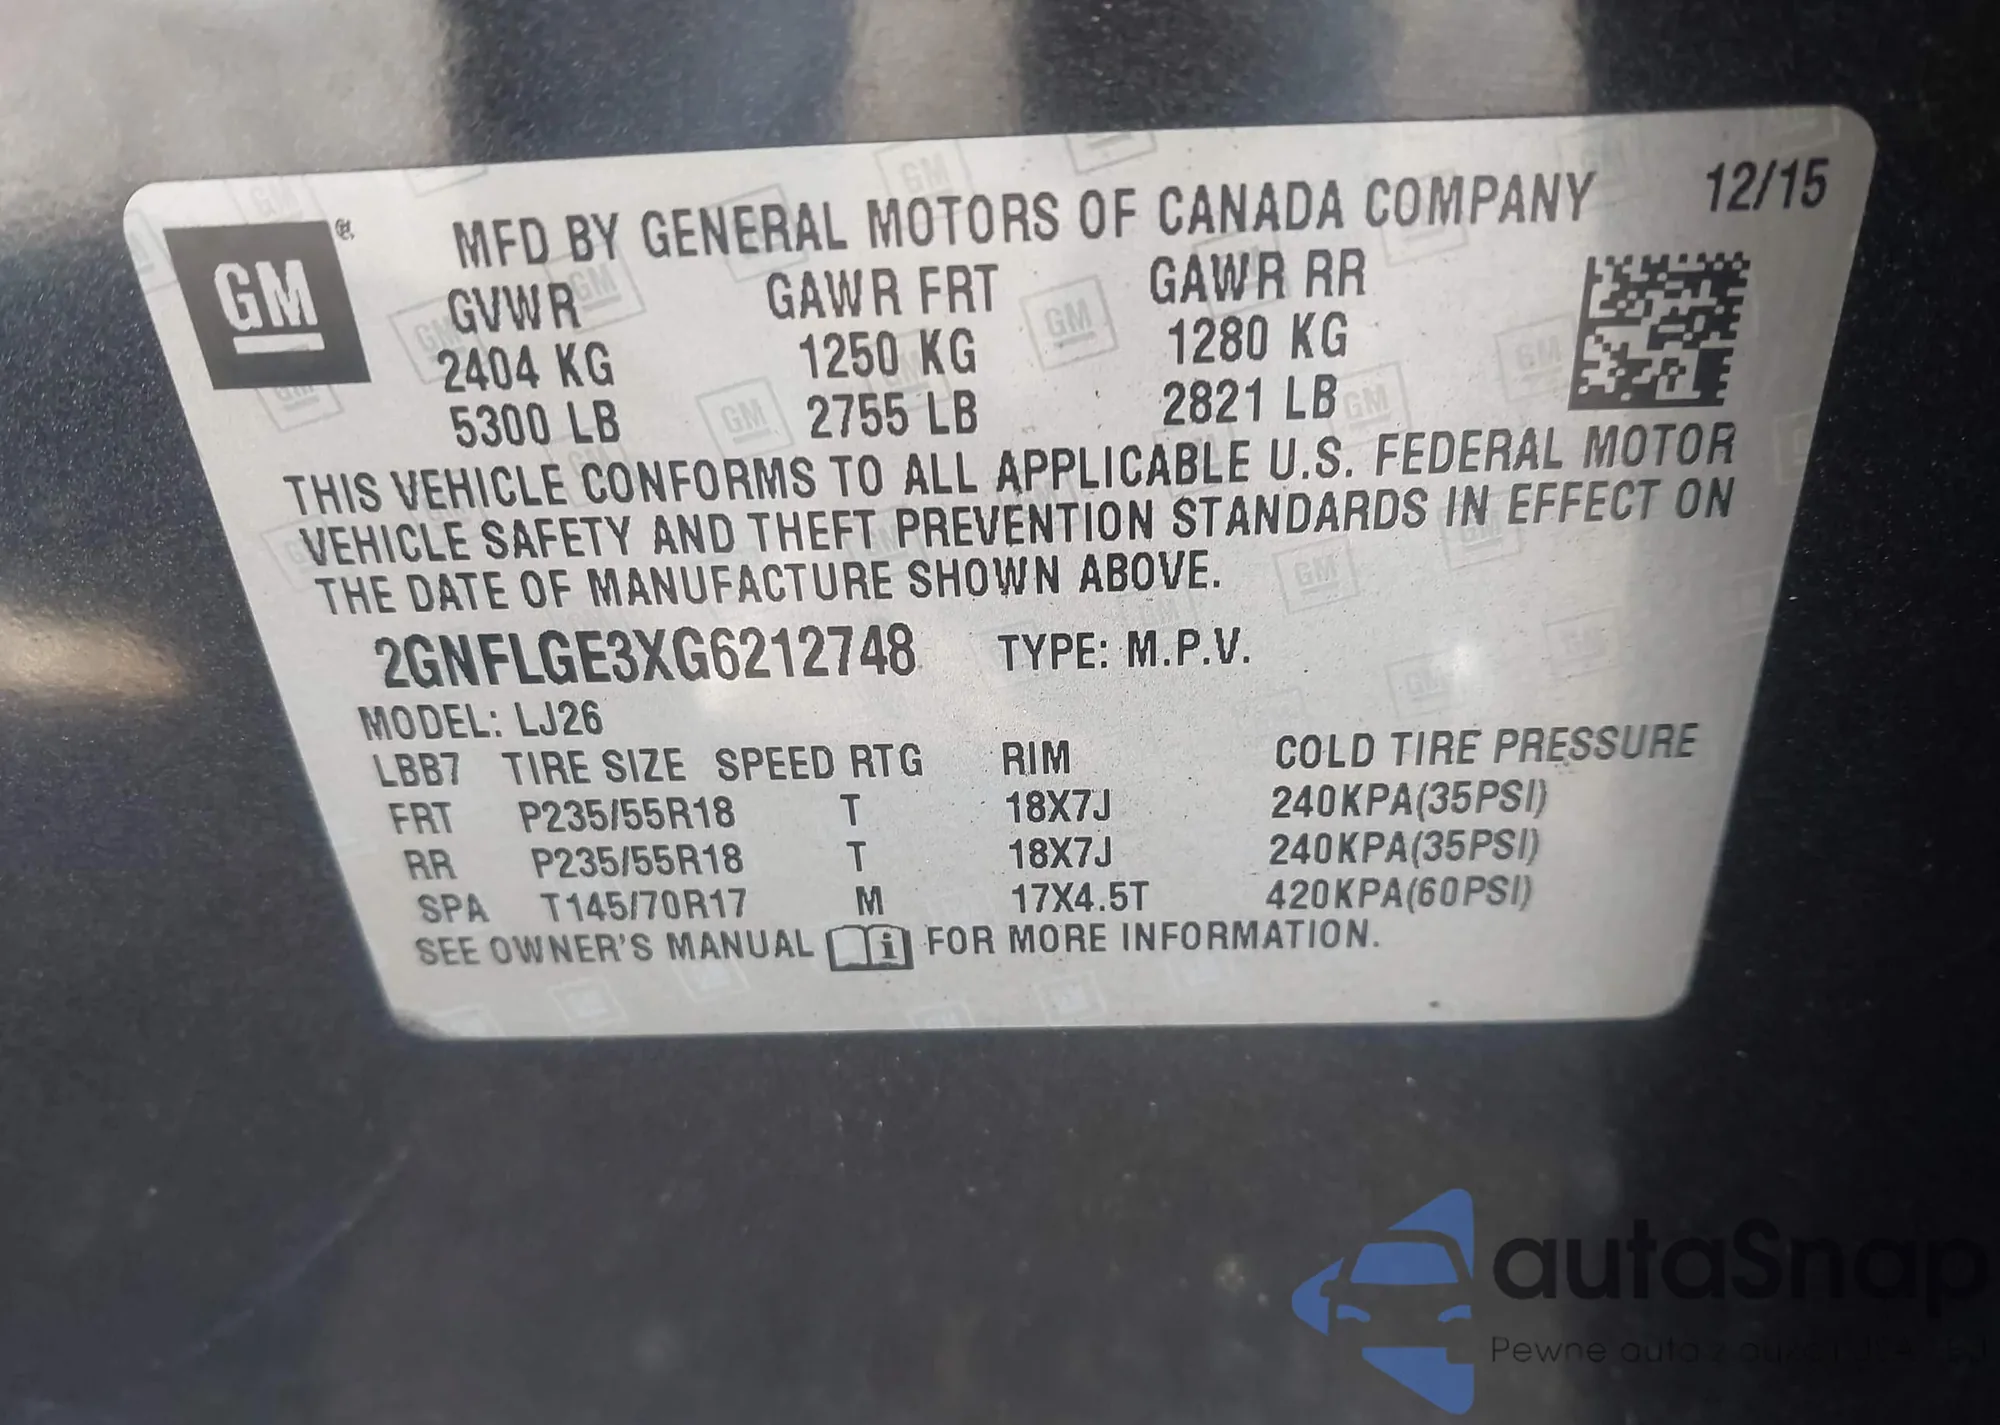 GM
MFD BY GENERAL MOTORS OF CANADA COMPANY 12/15
GVWR GAWR FRT GAWR RR
2404 KG 1250 KG 1280 KG
5300 LB 2755 LB 2821 LB
THIS VEHICLE CONFORMS TO ALL APPLICABLE U.S. FEDERAL MOTOR
VEHICLE SAFETY AND THEFT PREVENTION STANDARDS IN EFFECT ON
THE DATE OF MANUFACTURE SHOWN ABOVE.
2GNFLGE3XG6212748 TYPE: M.P.V.
MODEL: LJ26
LBB7 TIRE SIZE SPEED RTG RIM COLD TIRE PRESSURE
FRT P235/55R18 T 18X7J 240KPA(35PSI)
RR P235/55R18 T 18X7J 240KPA(35PSI)
SPA T145/70R17 M 17X4.5T 420KPA(60PSI)
SEE OWNER'S MANUAL i FOR MORE INFORMATION.
autaSnap
Pewne auta z